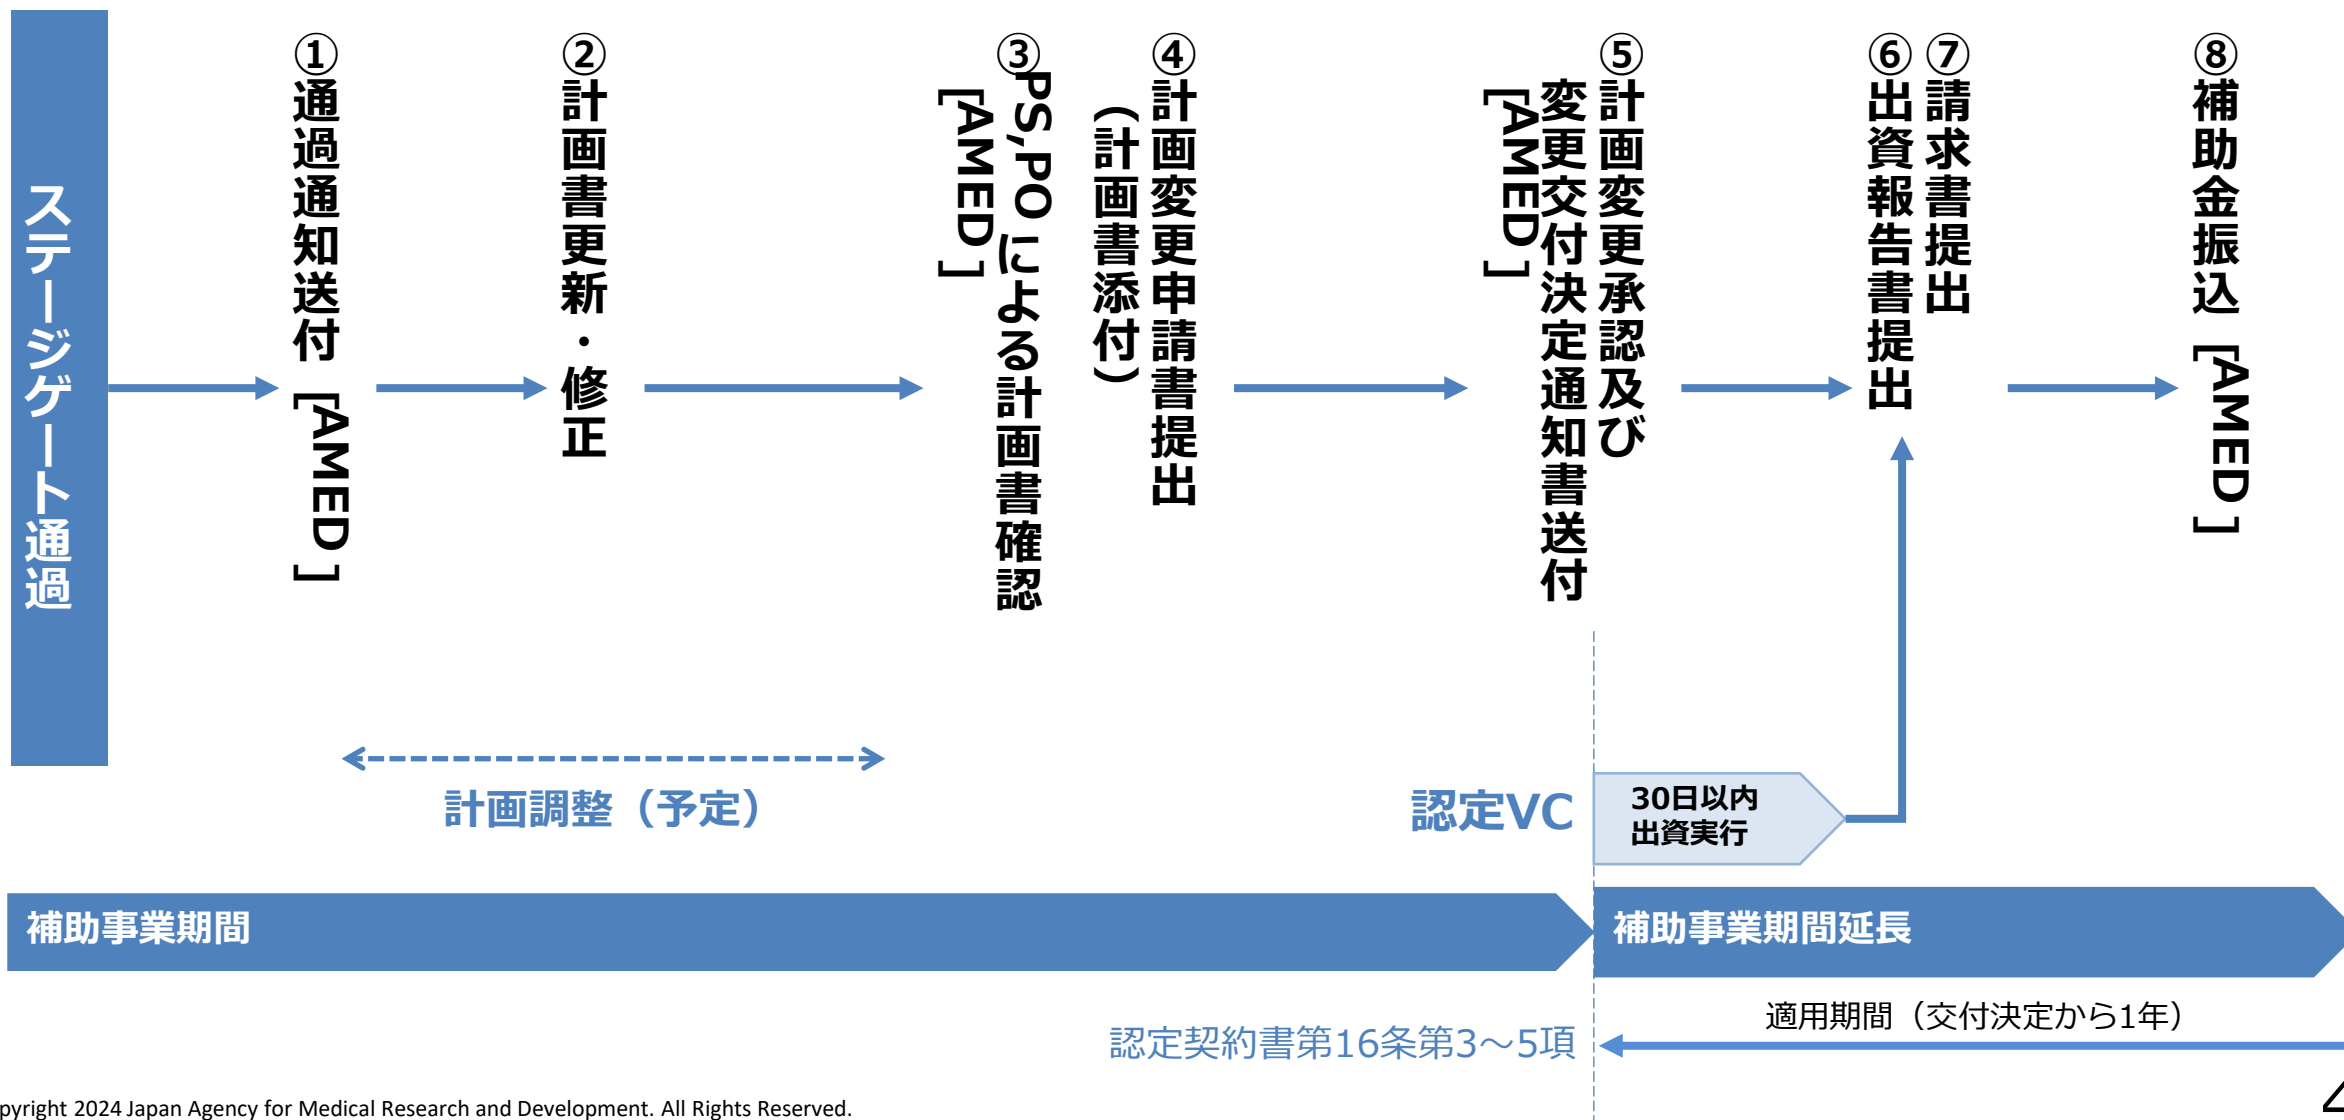 ステージゲート通過
①通過通知送付 [AMED]
②計画書更新・修正
③PS,POによる計画書確認
[AMED]
④計画変更申請書提出
（計画書添付）
⑤計画変更承認及び
変更交付決定通知書送付
[AMED]
⑥出資報告書提出
⑦請求書提出
⑧補助金振込 [AMED]
計画調整（予定）
認定VC
30日以内
出資実行
補助事業期間
補助事業期間延長
適用期間（交付決定から1年）
認定契約書第16条第3～5項
pyright 2024 Japan Agency for Medical Research and Development. All Rights Reserved.